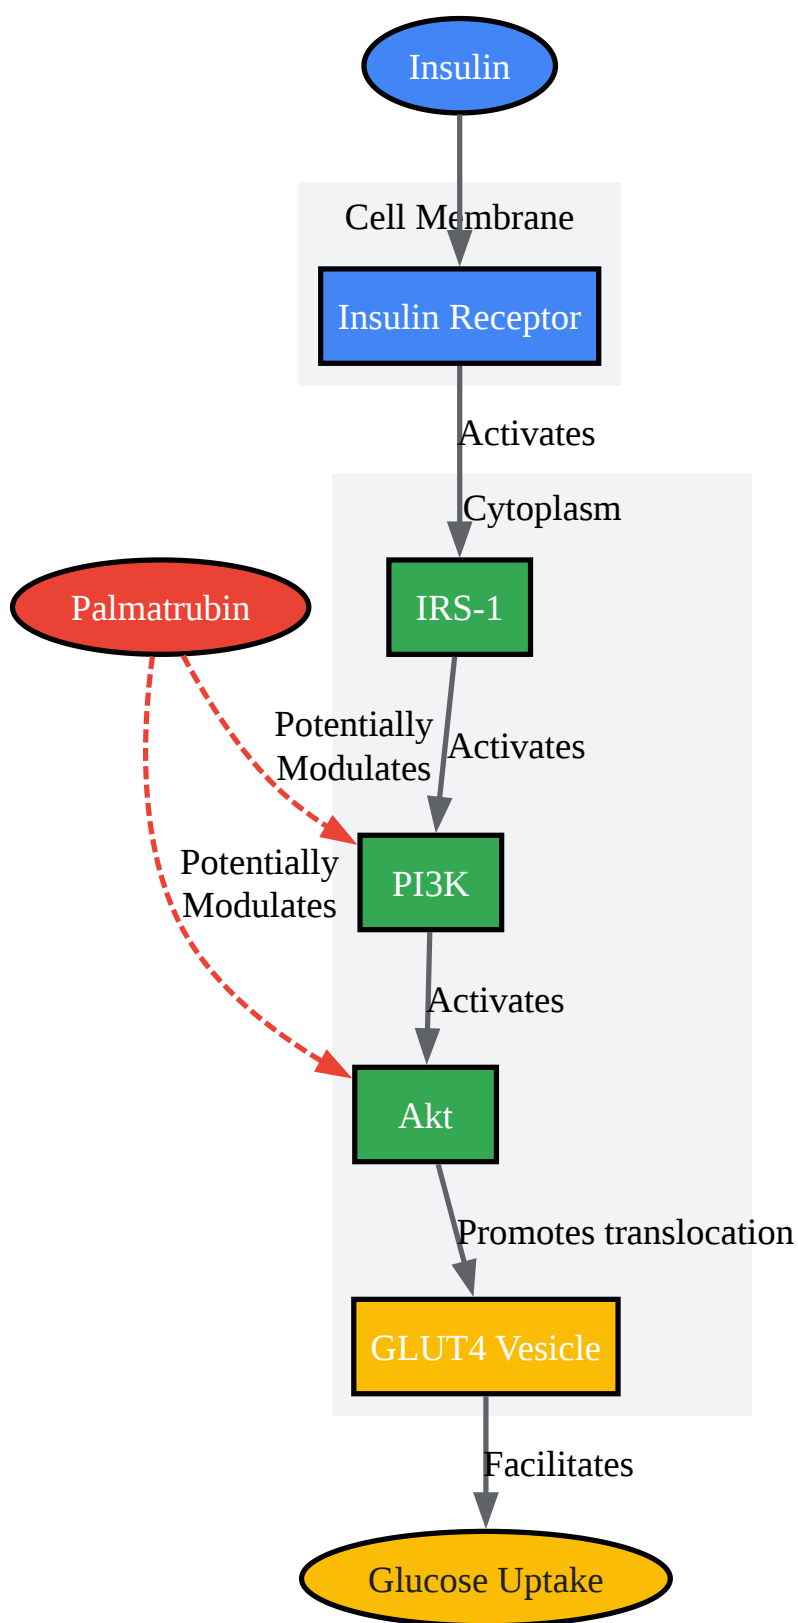 Insulin
Cell Membrane
Insulin Receptor
Activates
Cytoplasm
Palmatrubin
IRS-1
Potentially
Modulates
Activates
Potentially
Modulates
PI3K
Activates
Akt
Promotes translocation
GLUT4 Vesicle
Facilitates
Glucose Uptake